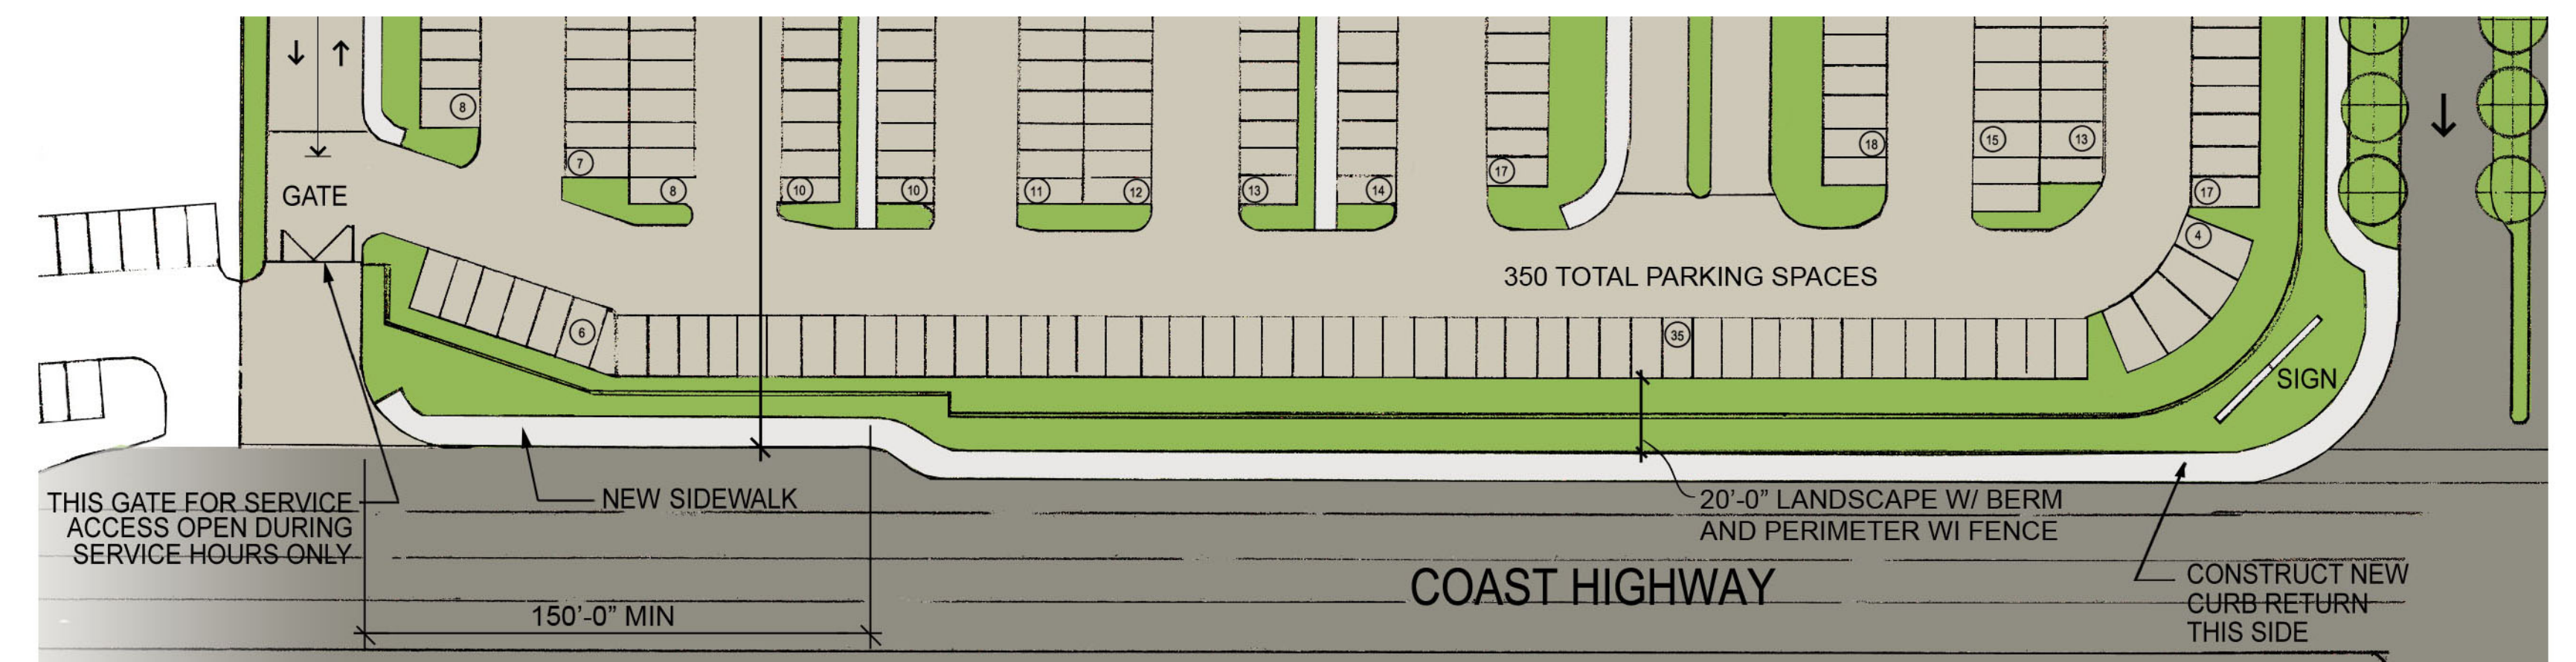 8
7
8
10
10
11
12
13
14
17
18
15
13
17
GATE
4
350 TOTAL PARKING SPACES
6
35
SIGN
THIS GATE FOR SERVICE
ACCESS OPEN DURING
SERVICE HOURS ONLY
NEW SIDEWALK
20'-0" LANDSCAPE W/ BERM
AND PERIMETER WI FENCE
COAST HIGHWAY
CONSTRUCT NEW
CURB RETURN
THIS SIDE
150'-0" MIN